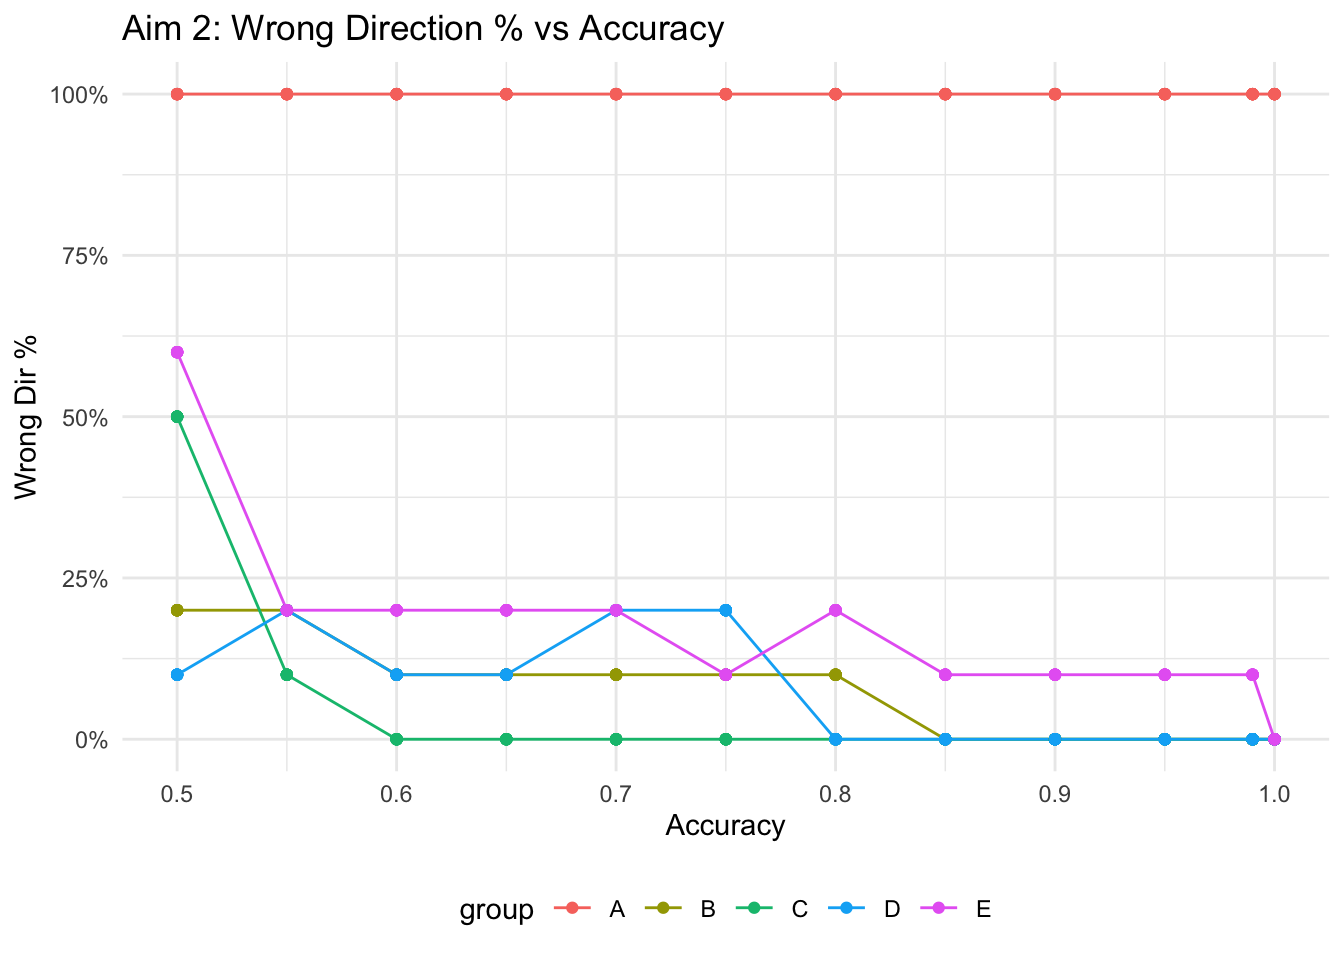 Aim 2: Wrong Direction % vs Accuracy
100%
75%
50%
25%
0%
Wrong Dir %
0.5 0.6 0.7 0.8 0.9 1.0
Accuracy
group A B C D E